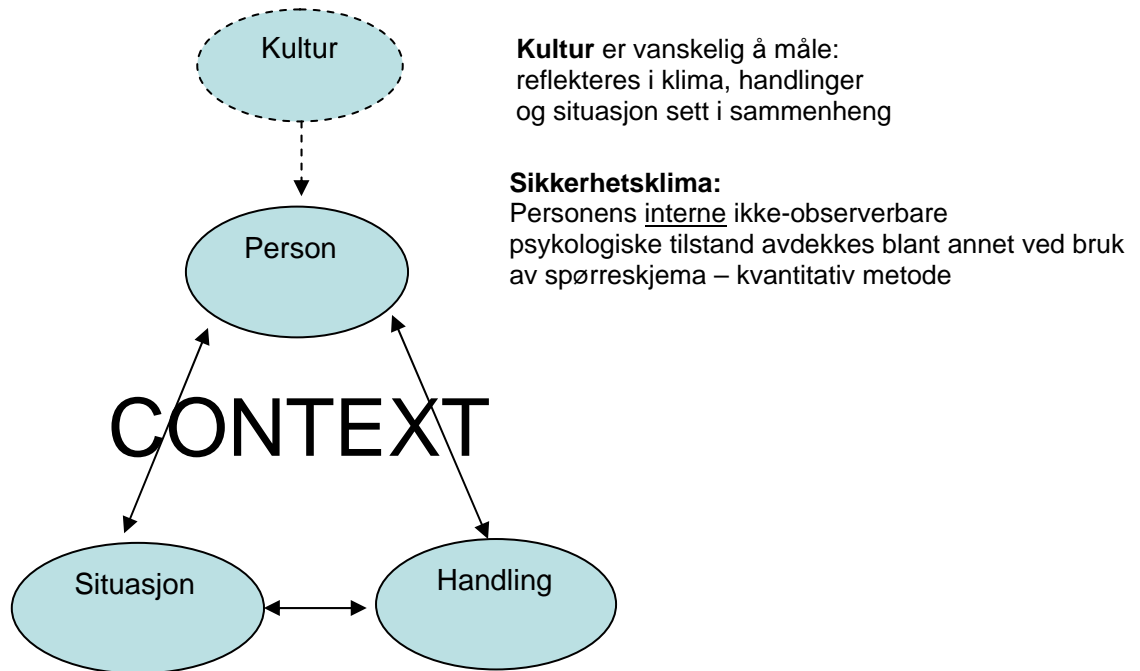 Kultur
Kultur er vanskelig å måle:
reflekteres i klima, handlinger
og situasjon sett i sammenheng
Sikkerhetsklima:
Personens interne ikke-observerbare
psykologiske tilstand avdekkes blant annet ved bruk
av spørreskjema – kvantitativ metode
Person
CONTEXT
Situasjon
Handling